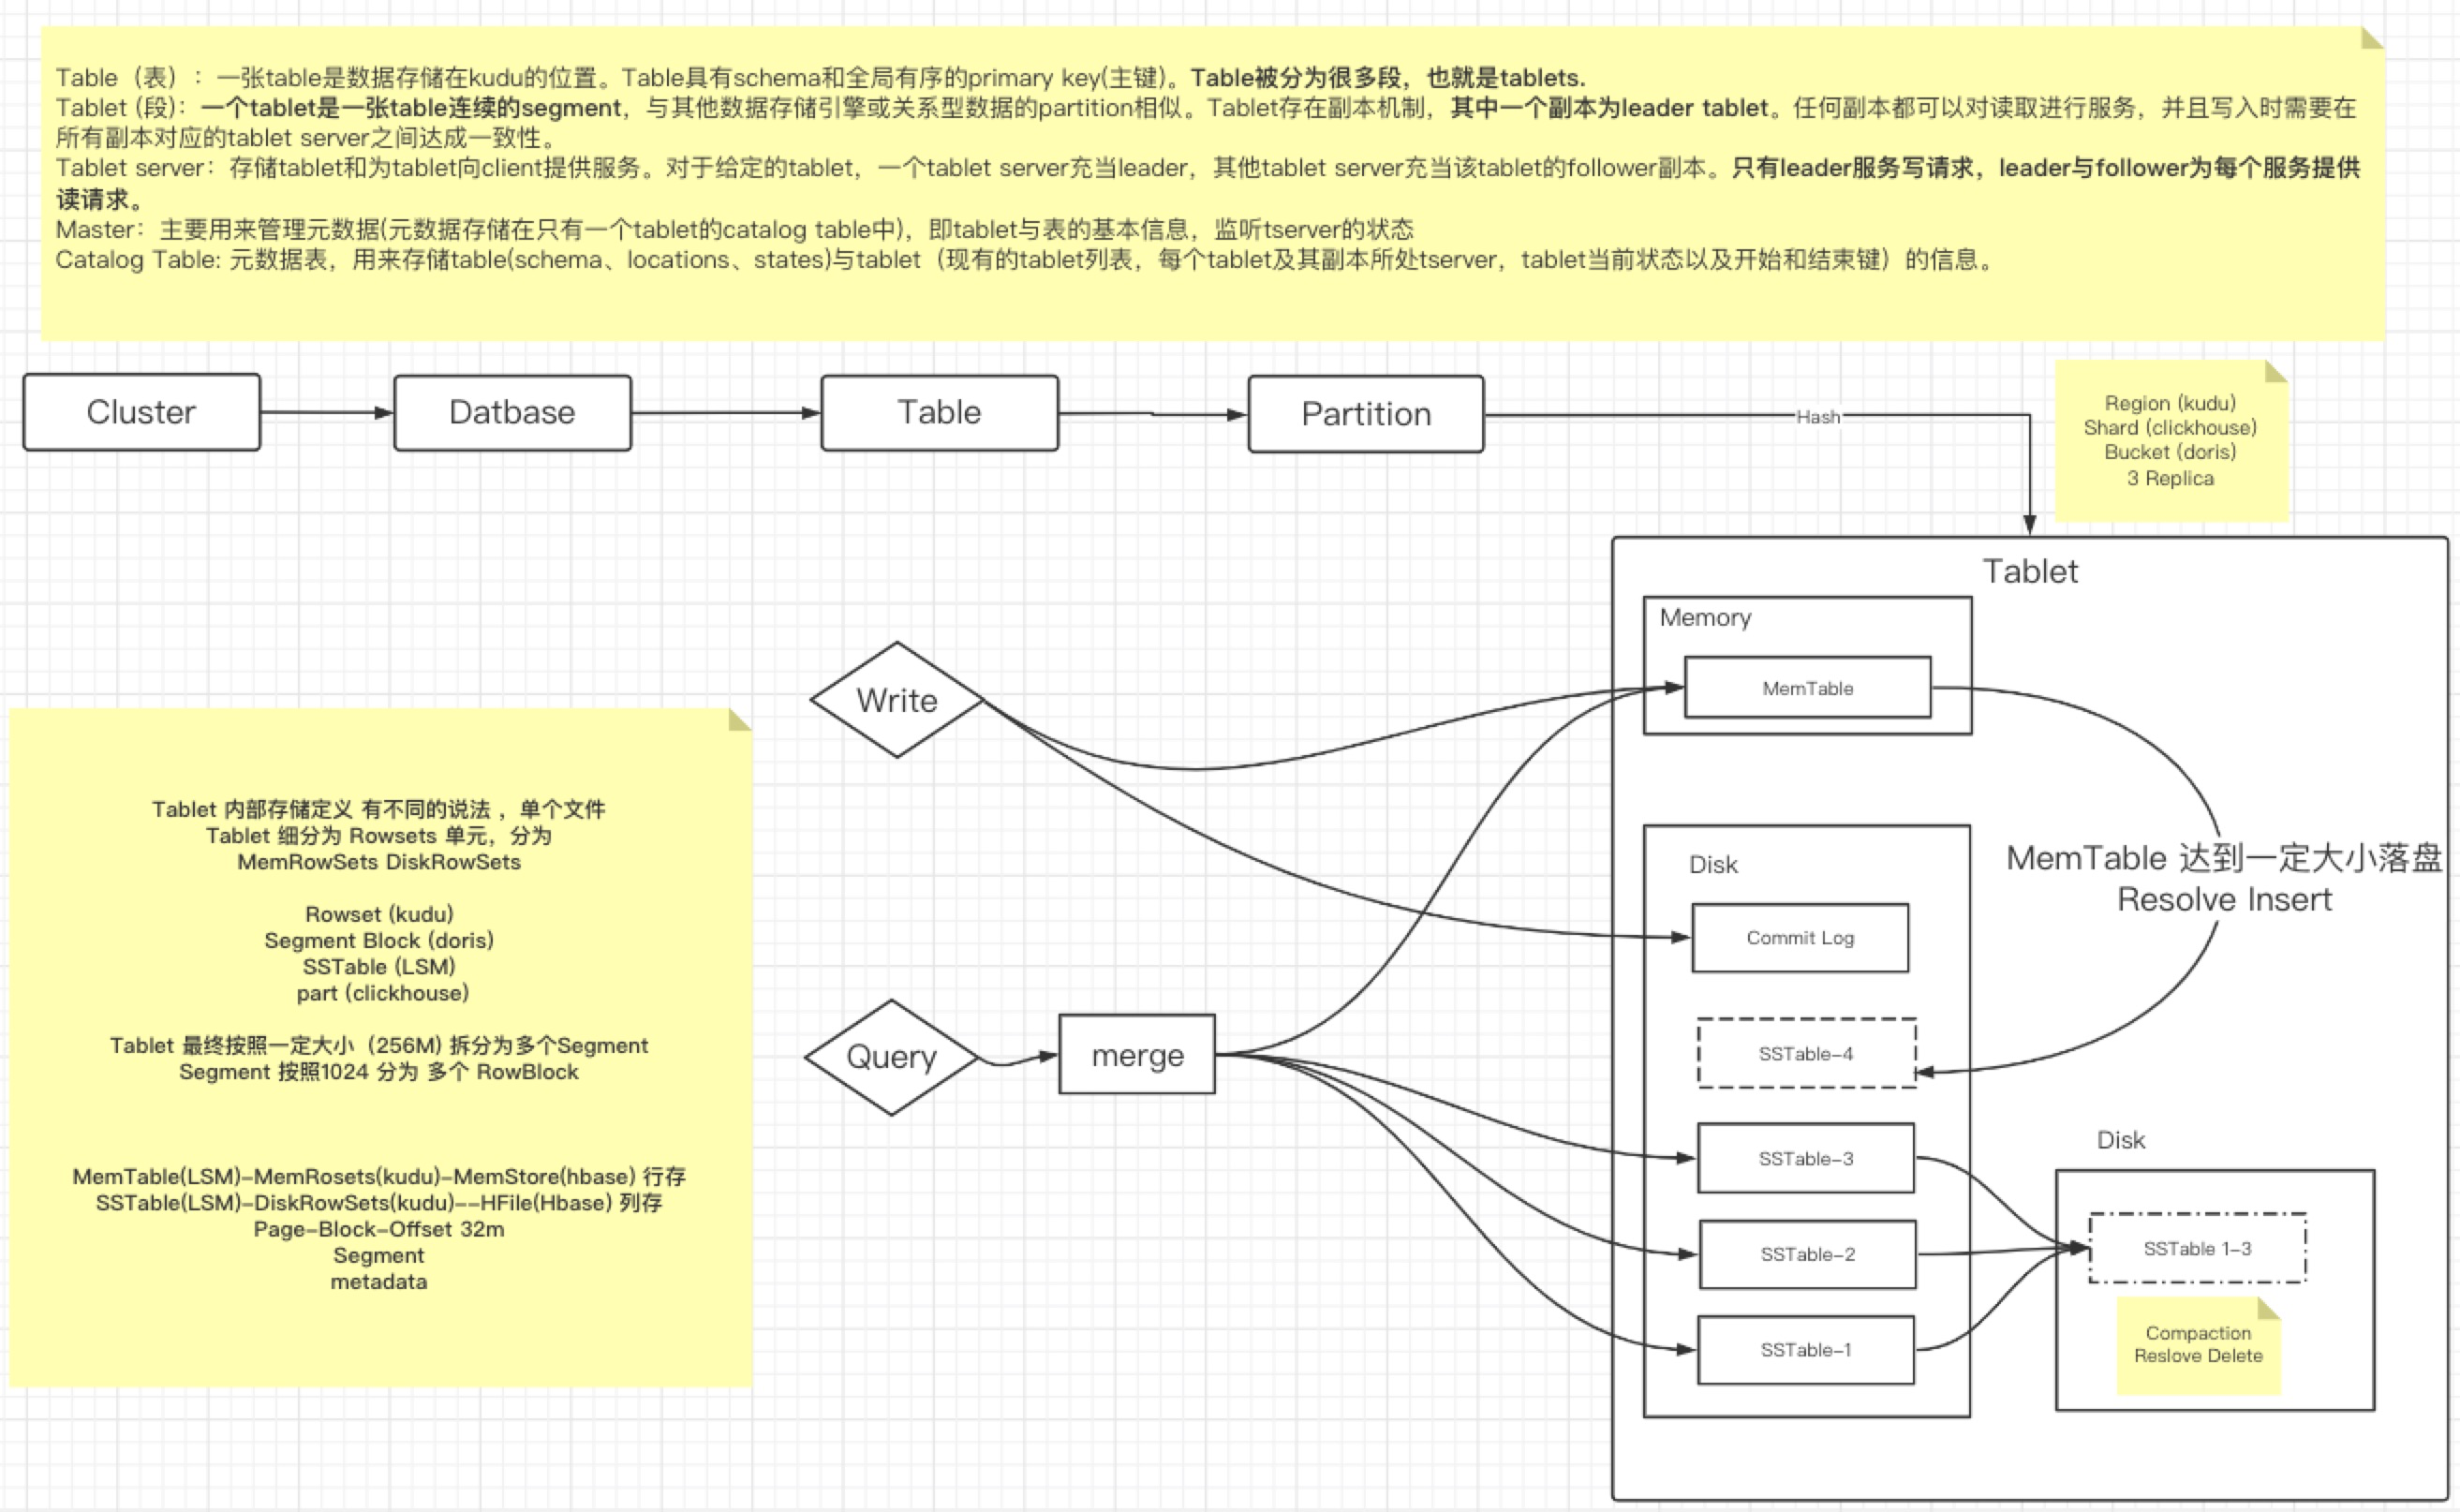 Table（表）：一张table是数据存储在kudu的位置。Table具有schema和全局有序的primary key(主键)。Table被分为很多段，也就是tablets.
Tablet (段)：一个tablet是一张table连续的segment，与其他数据存储引擎或关系型数据的partition相似。Tablet存在副本机制，其中一个副本为leader tablet。任何副本都可以对读取进行服务，并且写入时需要在
所有副本对应的tablet server之间达成一致性。
Tablet server：存储tablet和为tablet向client提供服务。对于给定的tablet，一个tablet server充当leader，其他tablet server充当该tablet的follower副本。只有leader服务写请求，leader与follower为每个服务提供
读请求。
Master：主要用来管理元数据(元数据存储在只有一个tablet的catalog table中)，即tablet与表的基本信息，监听tserver的状态
Catalog Table: 元数据表，用来存储table(schema、locations、states)与tablet（现有的tablet列表，每个tablet及其副本所处tserver，tablet当前状态以及开始和结束键）的信息。
Cluster
Datbase
Table
Partition
Hash
Region (kudu)
Shard (clickhouse)
Bucket (doris)
3 Replica
Tablet
Memory
MemTable
Write
Tablet 内部存储定义 有不同的说法 ，单个文件
Tablet 细分为 Rowsets 单元，分为
MemRowSets DiskRowSets
Rowset (kudu)
Segment Block (doris)
SSTable (LSM)
part (clickhouse)
Tablet 最终按照一定大小（256M) 拆分为多个Segment
Segment 按照1024 分为 多个 RowBlock
MemTable(LSM)-MemRosets(kudu)-MemStore(hbase) 行存
SSTable(LSM)-DiskRowSets(kudu)--HFile(Hbase) 列存
Page-Block-Offset 32m
Segment
metadata
MemTable 达到一定大小落盘
Resolve Insert
Disk
Commit Log
Query
merge
SSTable-4
SSTable-3
SSTable-2
SSTable-1
Disk
SSTable 1-3
Compaction
Reslove Delete